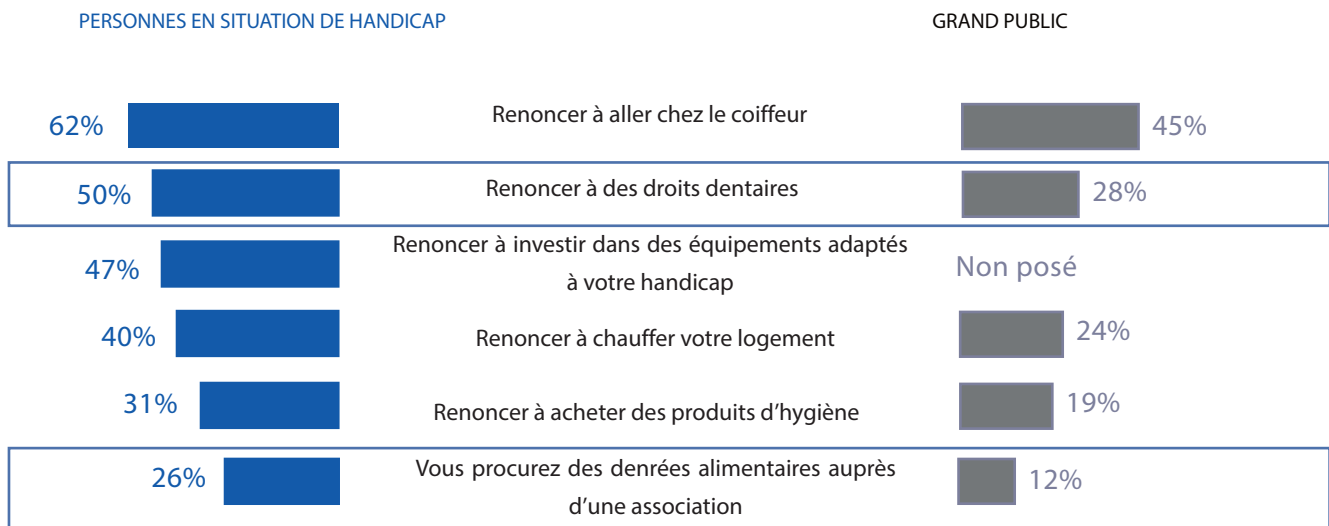 PERSONNES EN SITUATION DE HANDICAP
GRAND PUBLIC
62%
Renoncer à aller chez le coiffeur
45%
50%
Renoncer à des droits dentaires
28%
47%
Renoncer à investir dans des équipements adaptés
à votre handicap
Non posé
40%
Renoncer à chauffer votre logement
24%
31%
Renoncer à acheter des produits d’hygiène
19%
26%
Vous procurez des denrées alimentaires auprès
d’une association
12%